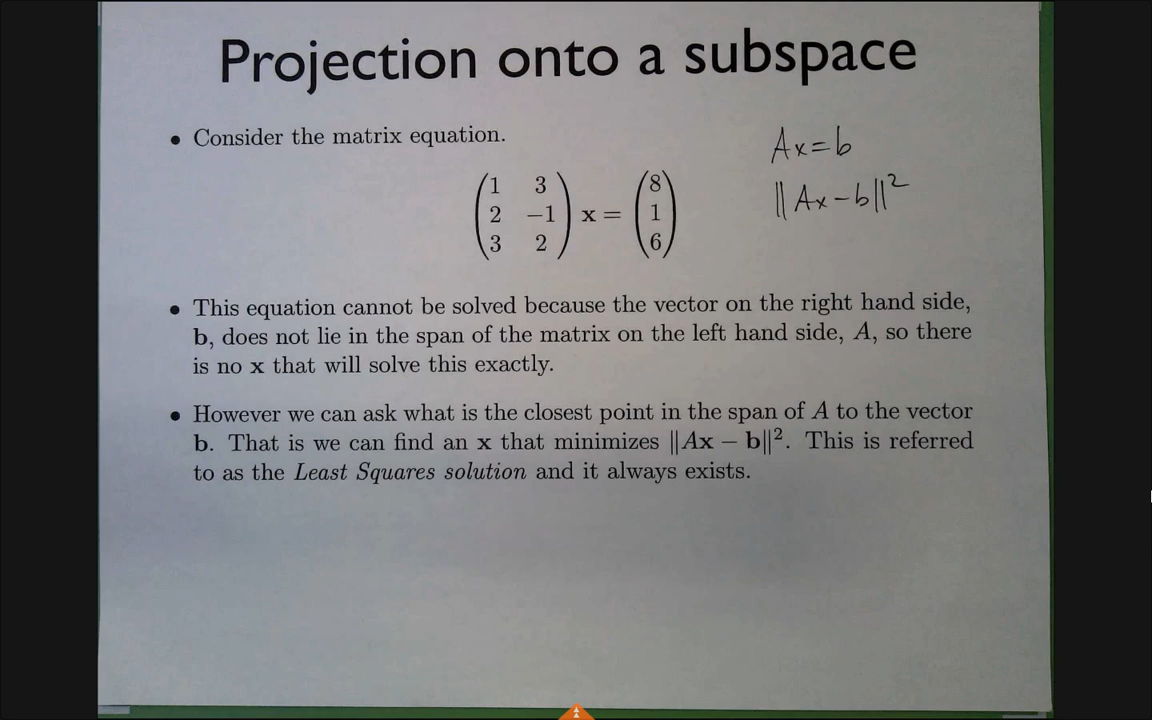 Projection onto a subspace
• Consider the matrix equation.
Ax=b
1 3
2 −1
3 2
x =
8
1
6
||Ax−b||²
• This equation cannot be solved because the vector on the right hand side,
b, does not lie in the span of the matrix on the left hand side, A, so there
is no x that will solve this exactly.
• However we can ask what is the closest point in the span of A to the vector
b. That is we can find an x that minimizes ‖Ax − b‖². This is referred
to as the Least Squares solution and it always exists.